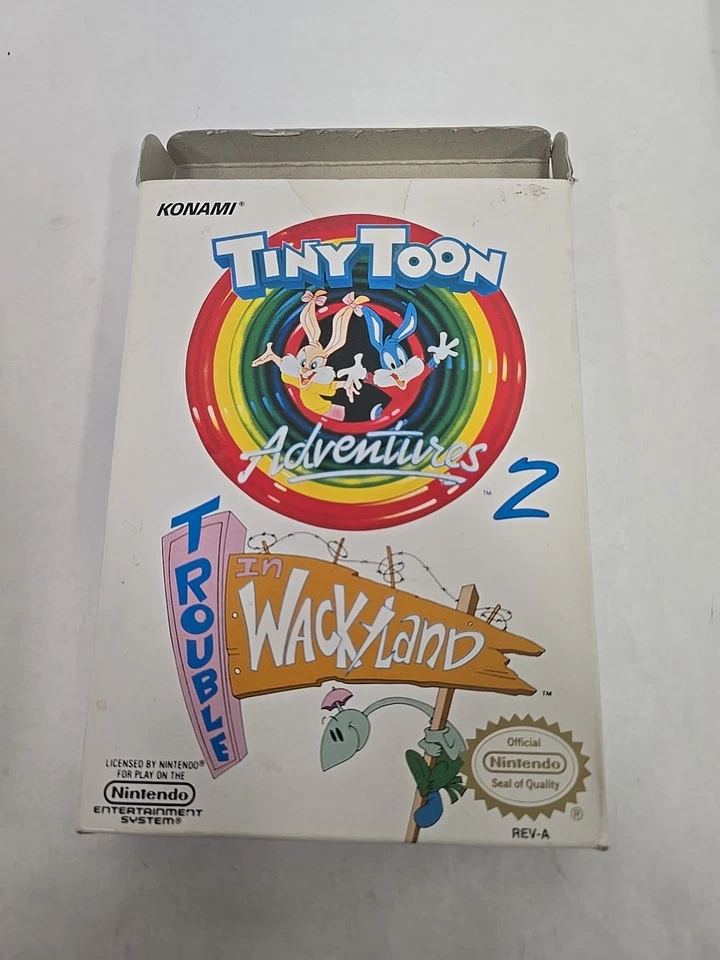 KONAMI®
TINY TOON
Adventures ™
2
TROUBLE
In
WACKYLAND ™
LICENSED BY NINTENDO®
FOR PLAY ON THE
Nintendo
ENTERTAINMENT
SYSTEM®
Official
Nintendo
Seal of Quality
®
REV-A